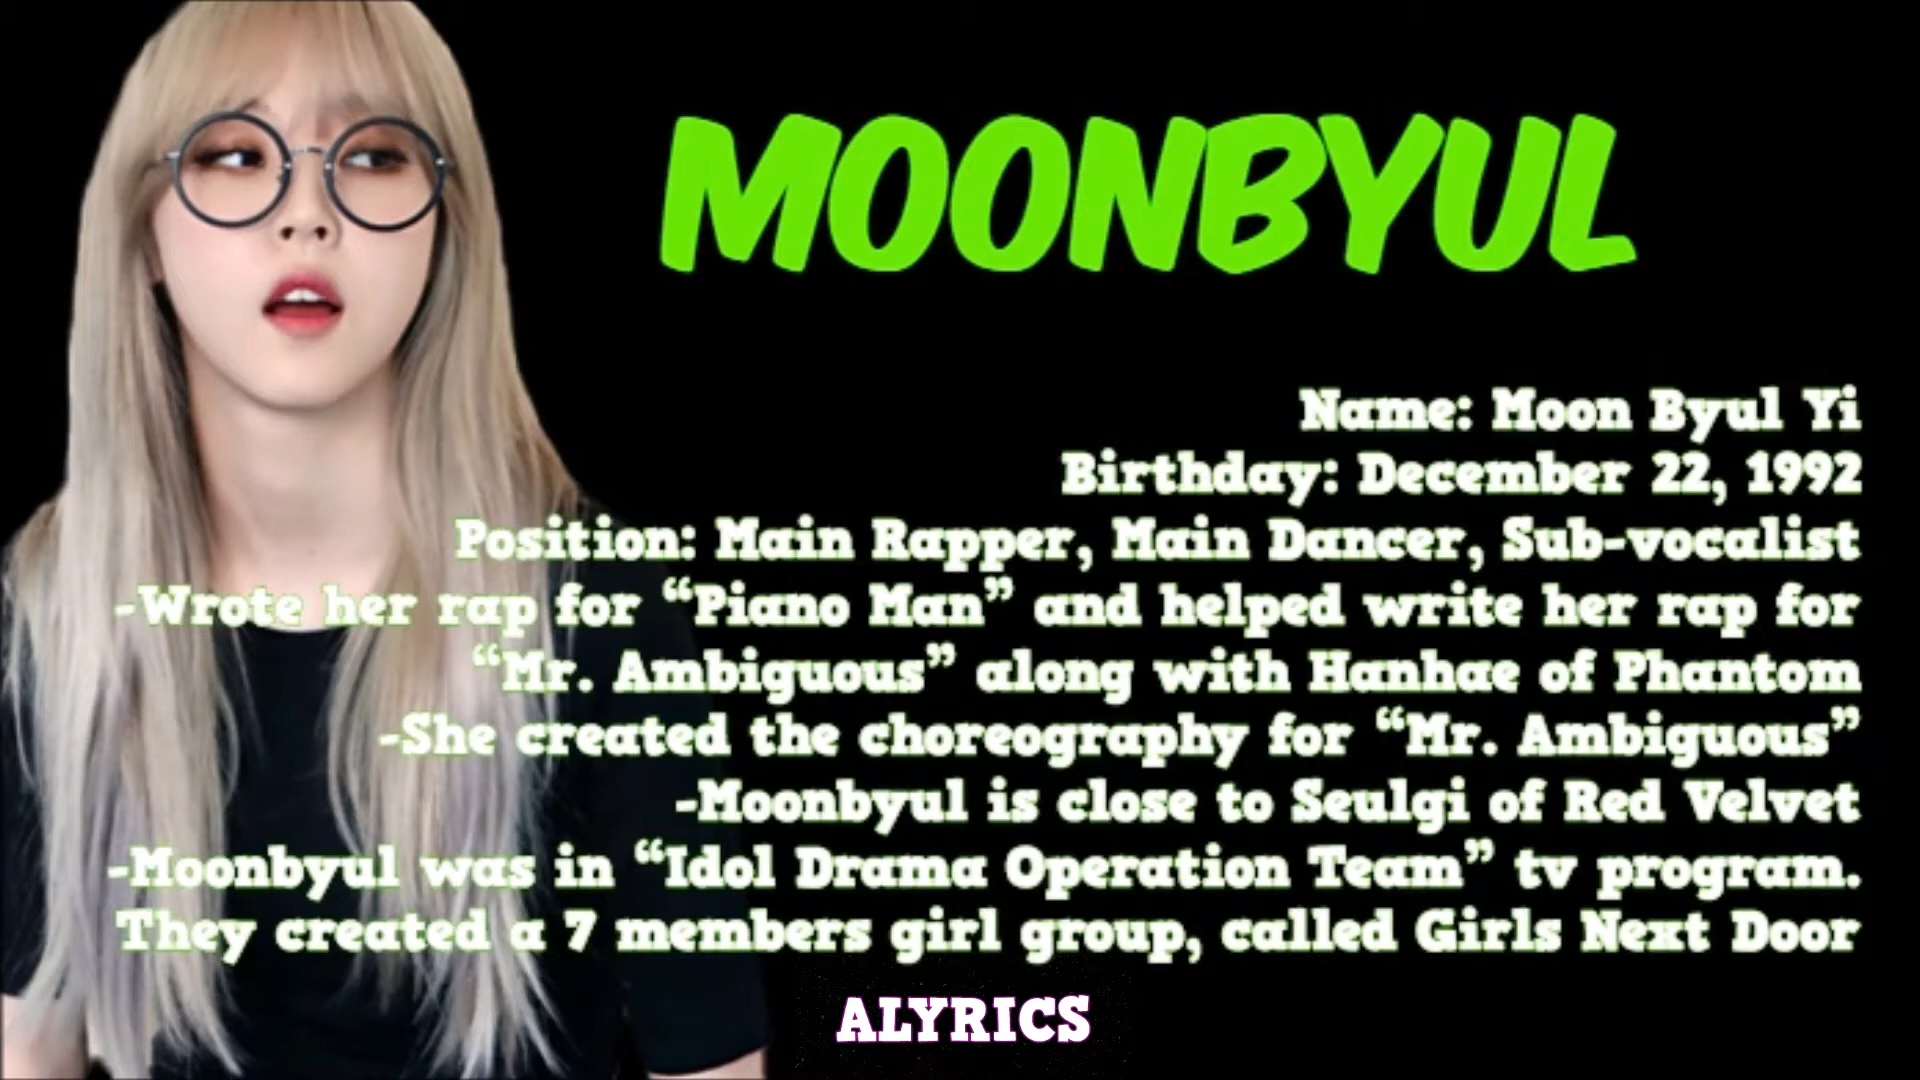 MOONBYUL
Name: Moon Byul Yi
Birthday: December 22, 1992
Position: Main Rapper, Main Dancer, Sub-vocalist
-Wrote her rap for “Piano Man” and helped write her rap for
“Mr. Ambiguous” along with Hanhae of Phantom
-She created the choreography for “Mr. Ambiguous”
-Moonbyul is close to Seulgi of Red Velvet
-Moonbyul was in “Idol Drama Operation Team” tv program.
They created a 7 members girl group, called Girls Next Door
ALYRICS